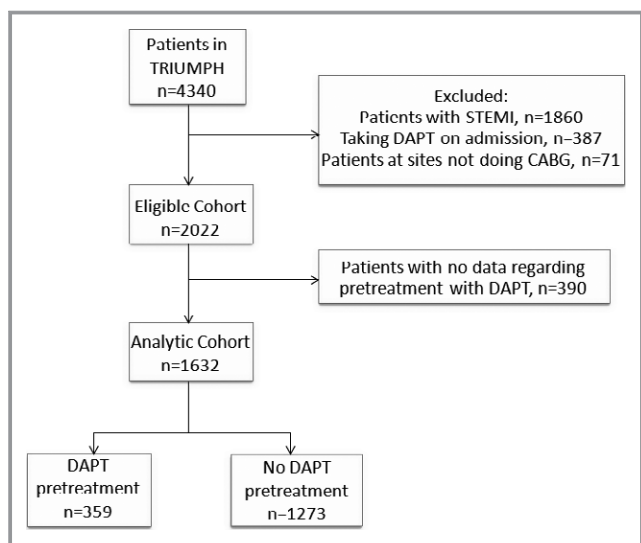 Patients in
TRIUMPH
n=4340
Excluded:
Patients with STEMI, n=1860
Taking DAPT on admission, n=387
Patients at sites not doing CABG, n=71
Eligible Cohort
n=2022
Patients with no data regarding
pretreatment with DAPT, n=390
Analytic Cohort
n=1632
DAPT
pretreatment
n=359
No DAPT
pretreatment
n=1273